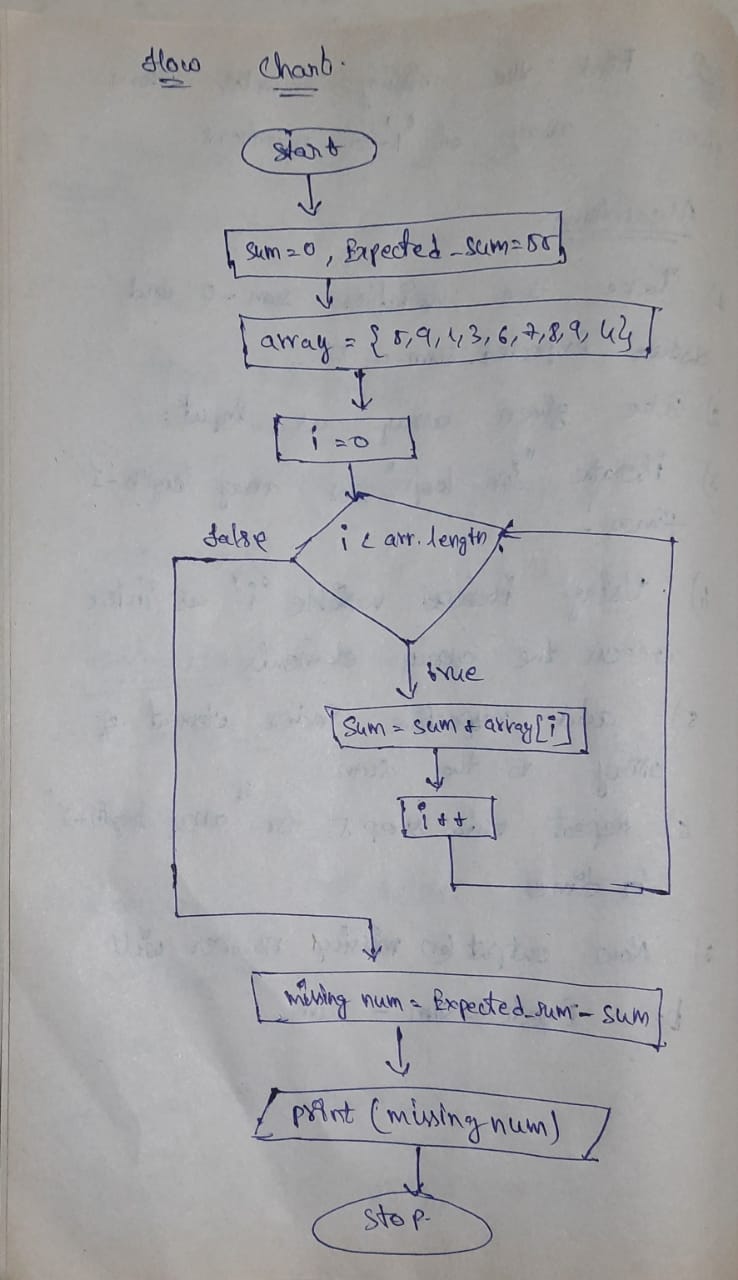 Flow Chart.
start
sum=0, Expected_sum=55
array = {5,9,1,3,6,7,8,9,4}
i=0
i < arr.length
false
true
Sum = sum + array[i]
i++
missing num = Expected_sum - sum
print (missing num)
stop.